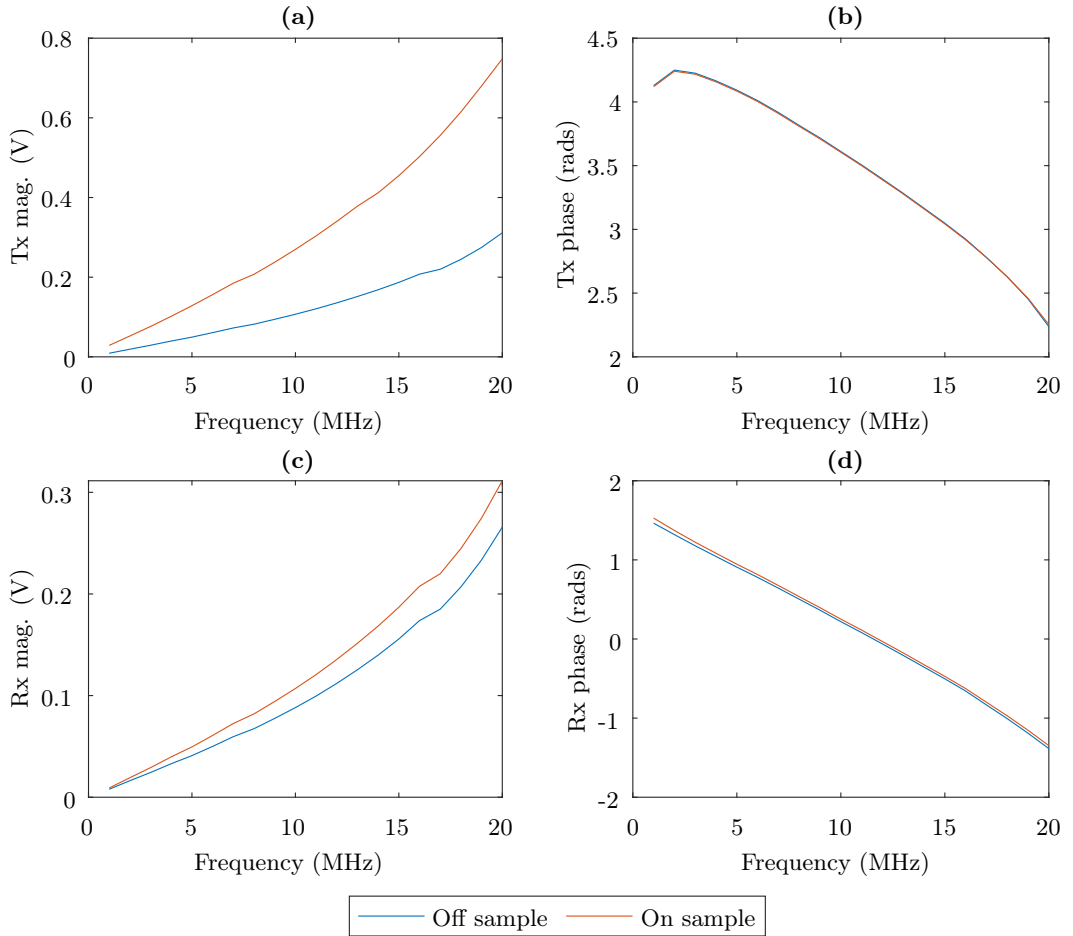 (a)
0.8
0.6
0.4
0.2
0
Tx mag. (V)
0 5 10 15 20
Frequency (MHz)
(b)
4.5
4
3.5
3
2.5
2
Tx phase (rads)
0 5 10 15 20
Frequency (MHz)
(c)
0.3
0.2
0.1
0
Rx mag. (V)
0 5 10 15 20
Frequency (MHz)
(d)
2
1
0
-1
-2
Rx phase (rads)
0 5 10 15 20
Frequency (MHz)
Off sample On sample